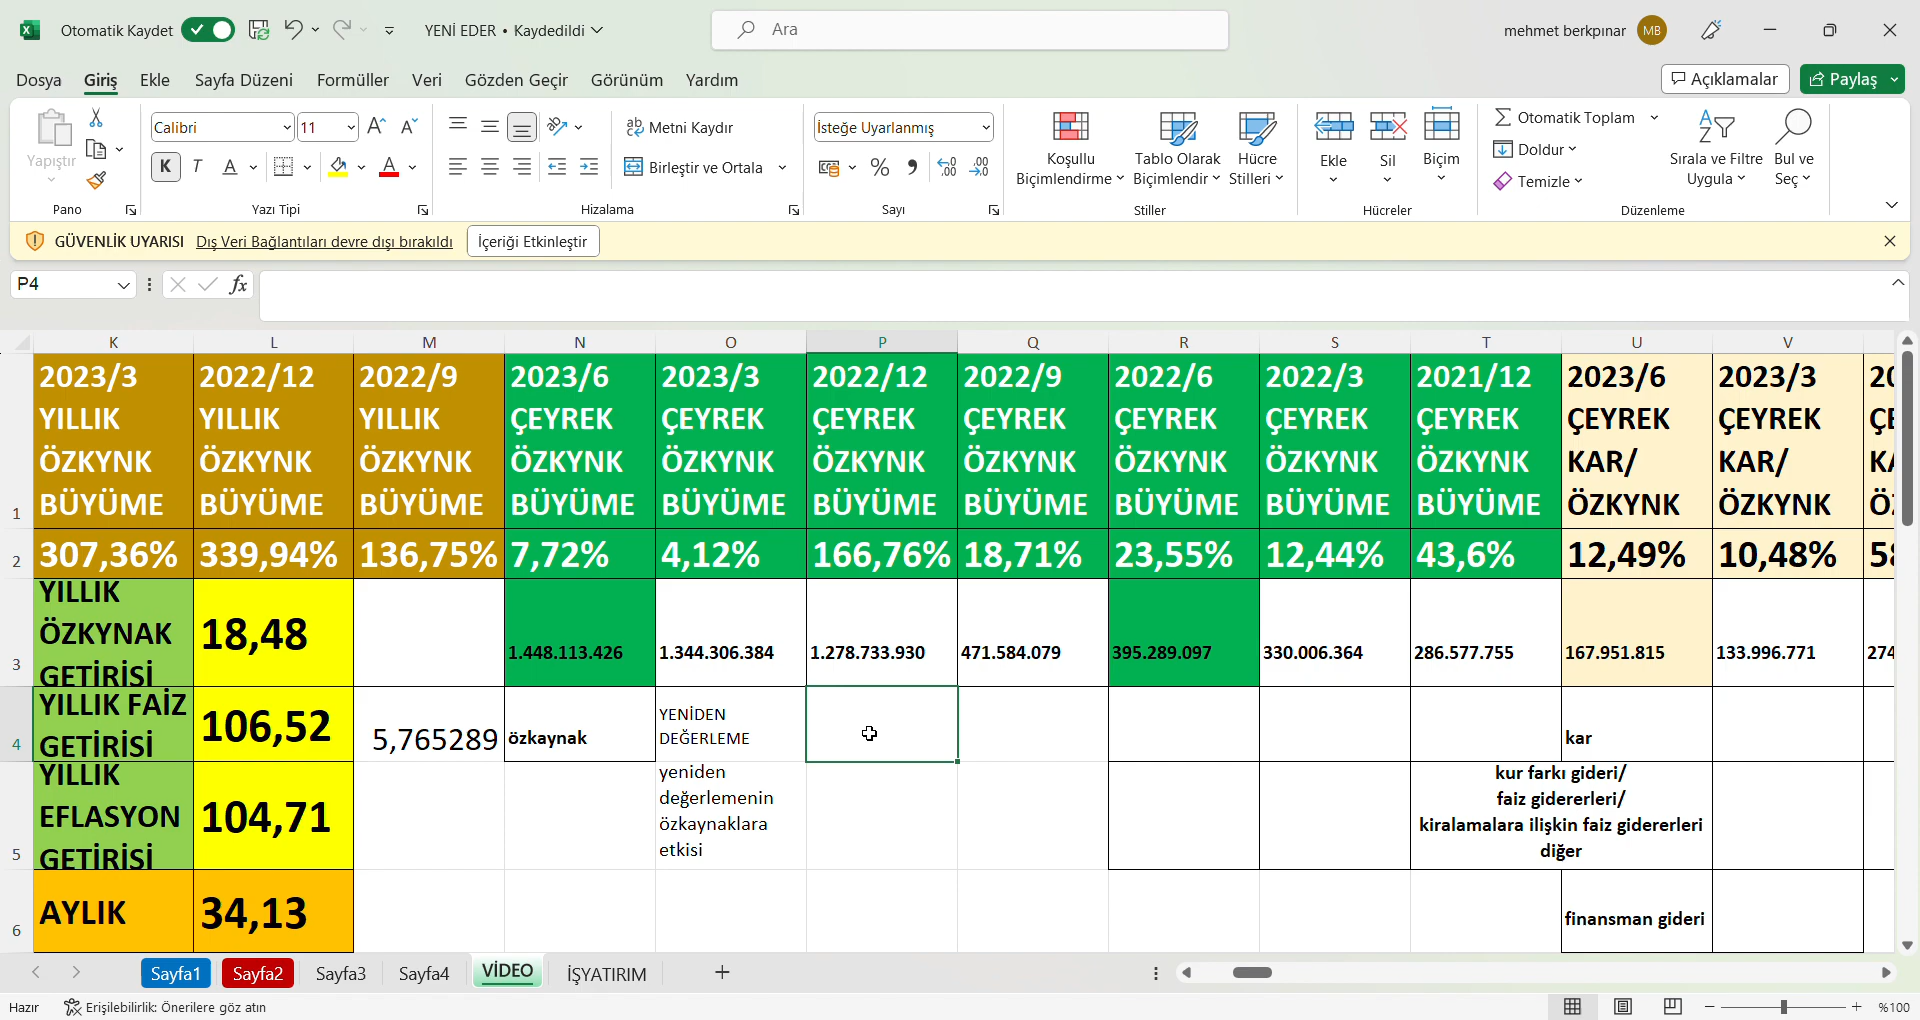 Otomatik Kaydet
YENİ EDER • Kaydedildi
Ara
mehmet berkpınar
MB
Dosya Giriş Ekle Sayfa Düzeni Formüller Veri Gözden Geçir Görünüm Yardım
Açıklamalar
Paylaş
Yapıştır
Pano
Calibri
11
K T A A
Yazı Tipi
Metni Kaydır
Birleştir ve Ortala
Hizalama
İsteğe Uyarlanmış
Sayı
Koşullu
Biçimlendirme
Tablo Olarak
Biçimlendir
Hücre
Stilleri
Stiller
Ekle
Sil
Biçim
Hücreler
Otomatik Toplam
Doldur
Temizle
Sırala ve Filtre
Uygula
Bul ve
Seç
Düzenleme
GÜVENLİK UYARISI Dış Veri Bağlantıları devre dışı bırakıldı İçeriği Etkinleştir
P4
fx
K L M N O P Q R S T U V
1
2023/3
YILLIK
ÖZKYNK
BÜYÜME
2022/12
YILLIK
ÖZKYNK
BÜYÜME
2022/9
YILLIK
ÖZKYNK
BÜYÜME
2023/6
ÇEYREK
ÖZKYNK
BÜYÜME
2023/3
ÇEYREK
ÖZKYNK
BÜYÜME
2022/12
ÇEYREK
ÖZKYNK
BÜYÜME
2022/9
ÇEYREK
ÖZKYNK
BÜYÜME
2022/6
ÇEYREK
ÖZKYNK
BÜYÜME
2022/3
ÇEYREK
ÖZKYNK
BÜYÜME
2021/12
ÇEYREK
ÖZKYNK
BÜYÜME
2023/6
ÇEYREK
KAR/
ÖZKYNK
2023/3
ÇEYREK
KAR/
ÖZKYNK
2 307,36% 339,94% 136,75% 7,72% 4,12% 166,76% 18,71% 23,55% 12,44% 43,6% 12,49% 10,48%
3
YILLIK
ÖZKYNAK
GETİRİSİ
18,48
1.448.113.426 1.344.306.384 1.278.733.930 471.584.079 395.289.097 330.006.364 286.577.755 167.951.815 133.996.771 274
4
YILLIK FAİZ
GETİRİSİ
106,52
5,765289
özkaynak
YENİDEN
DEĞERLEME
kar
5
YILLIK
EFLASYON
GETİRİSİ
104,71
yeniden
değerlemenin
özkaynaklara
etkisi
kur farkı gideri/
faiz gidererleri/
kiralamalara ilişkin faiz gidererleri
diğer
6
AYLIK
34,13
finansman gideri
Sayfa1 Sayfa2 Sayfa3 Sayfa4 VİDEO İŞYATIRIM
Hazır
Erişilebilirlik: Önerilere göz atın
%100